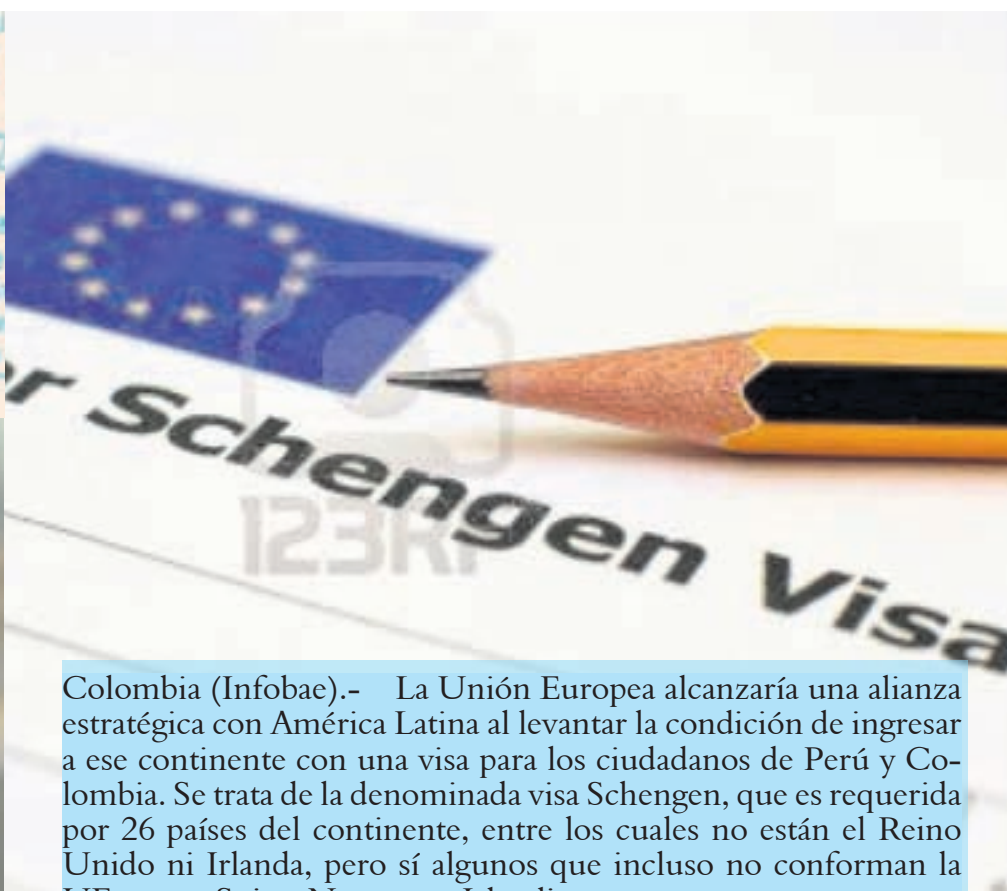 r Schengen Visa
123RF
Colombia (Infobae).- La Unión Europea alcanzaría una alianza
estratégica con América Latina al levantar la condición de ingresar
a ese continente con una visa para los ciudadanos de Perú y Co-
lombia. Se trata de la denominada visa Schengen, que es requerida
por 26 países del continente, entre los cuales no están el Reino
Unido ni Irlanda, pero sí algunos que incluso no conforman la